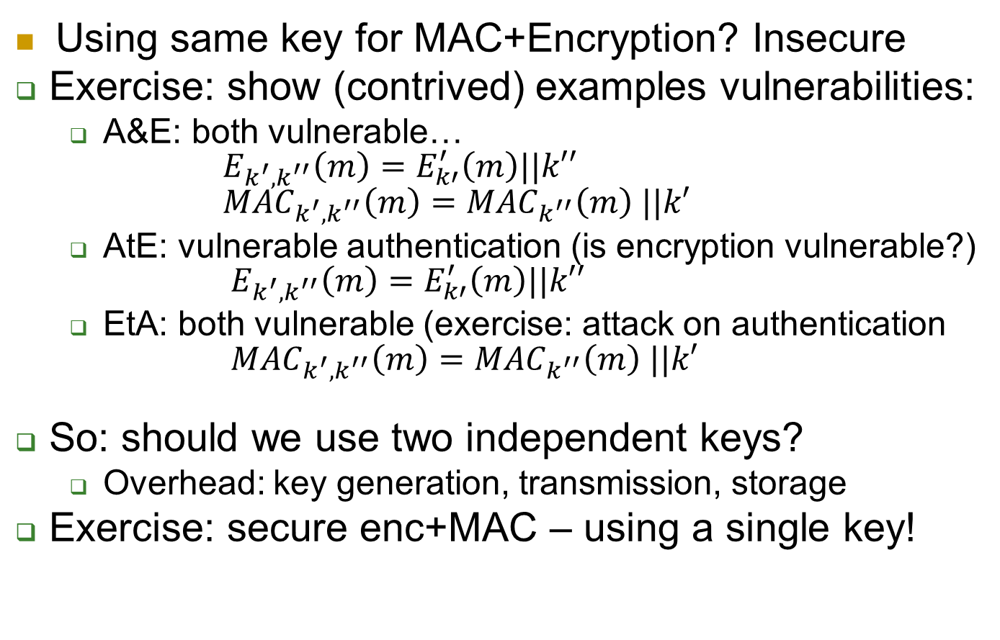 Using same key for MAC+Encryption? Insecure
Exercise: show (contrived) examples vulnerabilities:
A&E: both vulnerable…
E_{k′,k′′}(m) = E′_{k′}(m)||k′′
MAC_{k′,k′′}(m) = MAC_{k′′}(m) ||k′
AtE: vulnerable authentication (is encryption vulnerable?)
E_{k′,k′′}(m) = E′_{k′}(m)||k′′
EtA: both vulnerable (exercise: attack on authentication
MAC_{k′,k′′}(m) = MAC_{k′′}(m) ||k′
So: should we use two independent keys?
Overhead: key generation, transmission, storage
Exercise: secure enc+MAC – using a single key!